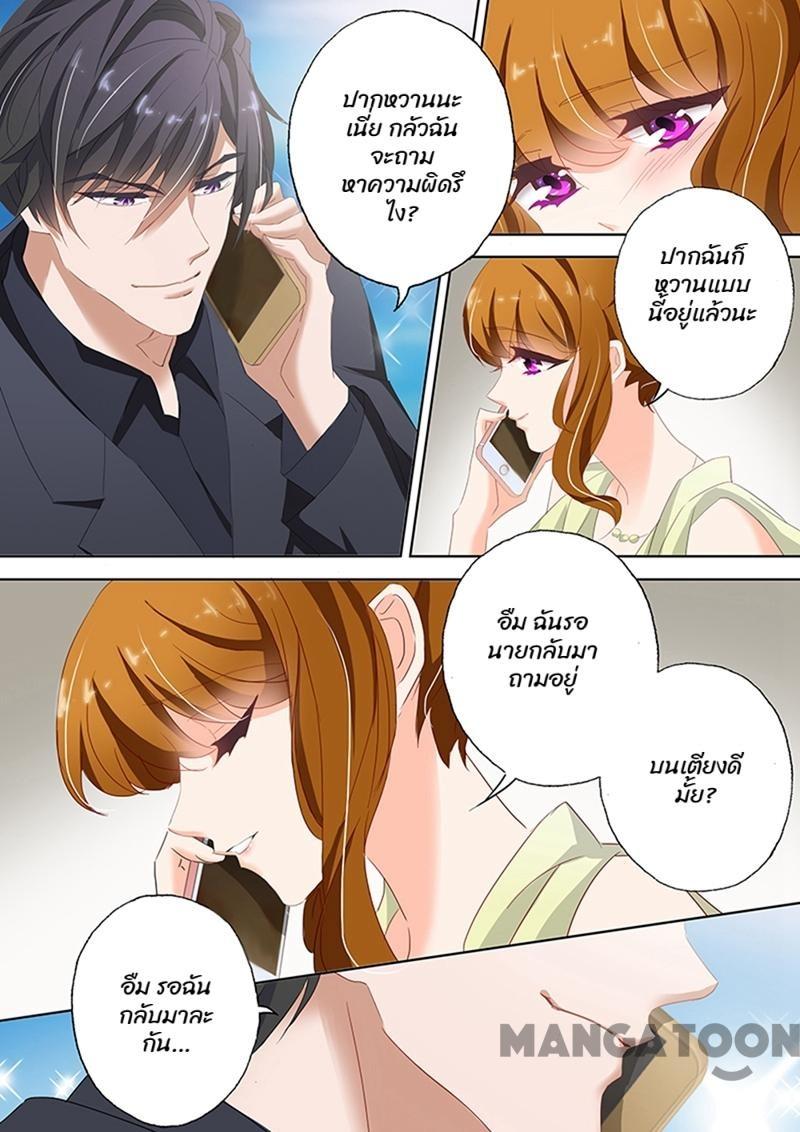 ปากหวานนะ
เนี่ย กลัวฉัน
จะถาม
หาความผิดรึ
ไง?
ปากฉันก็
หวานแบบ
นี้อยู่แล้วนะ
อืม ฉันรอ
นายกลับมา
ถามอยู่
บนเตียงดี
มั้ย?
อืม รอฉัน
กลับมาละ
กัน...
MANGATOON